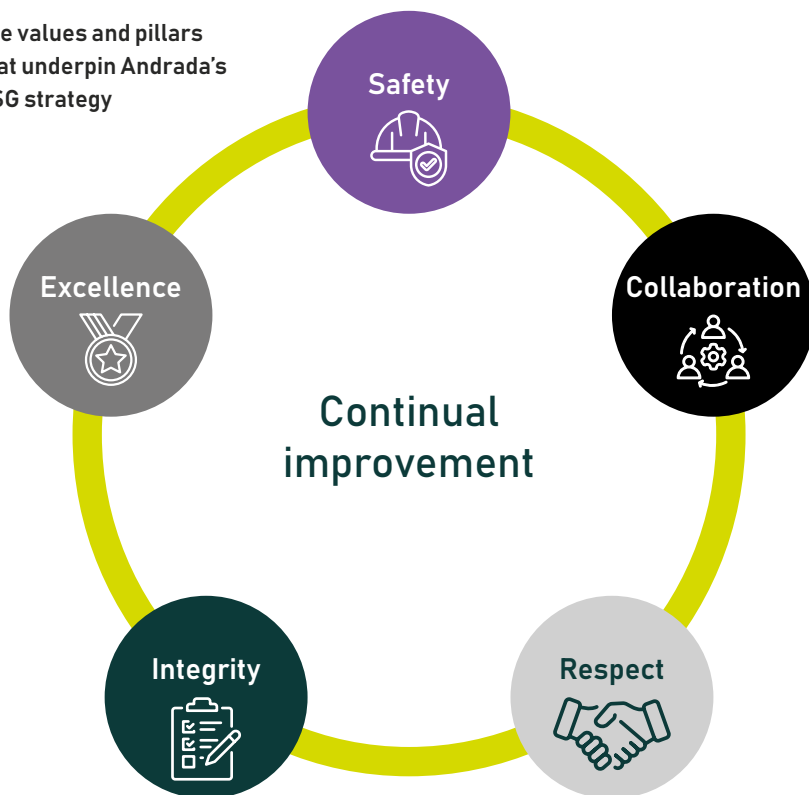 e values and pillars
at underpin Andrada's
SG strategy
Safety
Excellence
Collaboration
Continual
improvement
Integrity
Respect